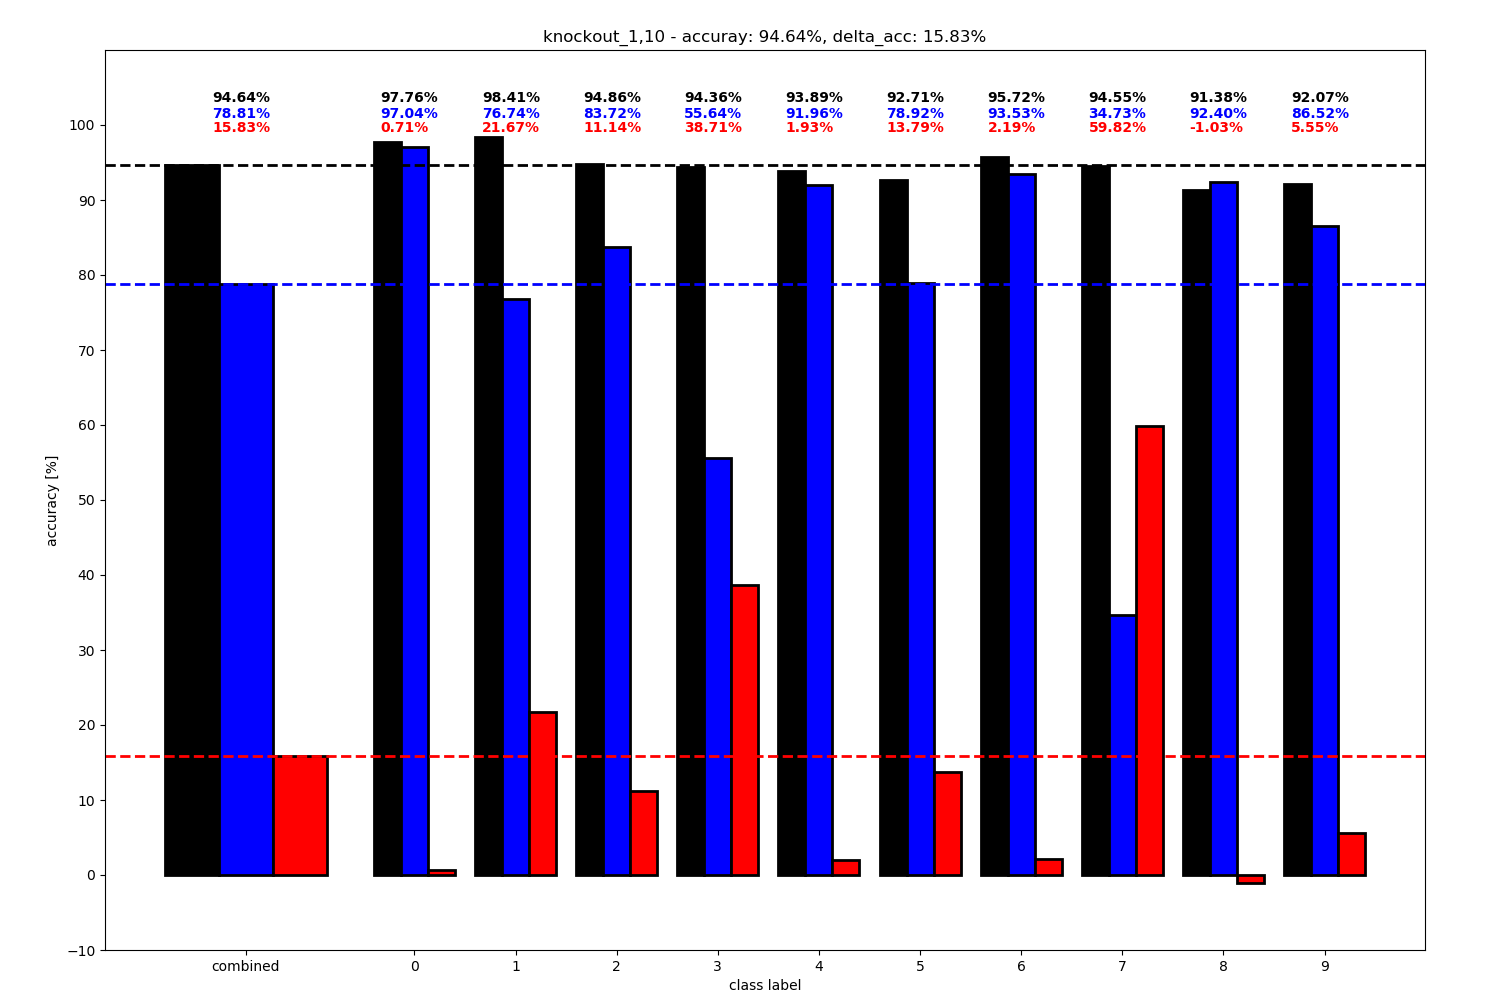 knockout_1,10 - accuray: 94.64%, delta_acc: 15.83%
94.64% 97.76% 98.41% 94.86% 94.36% 93.89% 92.71% 95.72% 94.55% 91.38% 92.07%
78.81% 97.04% 76.74% 83.72% 55.64% 91.96% 78.92% 93.53% 34.73% 92.40% 86.52%
15.83% 0.71% 21.67% 11.14% 38.71% 1.93% 13.79% 2.19% 59.82% -1.03% 5.55%
100
90
80
70
60
50
40
30
20
10
0
−10
accuracy [%]
combined 0 1 2 3 4 5 6 7 8 9
class label